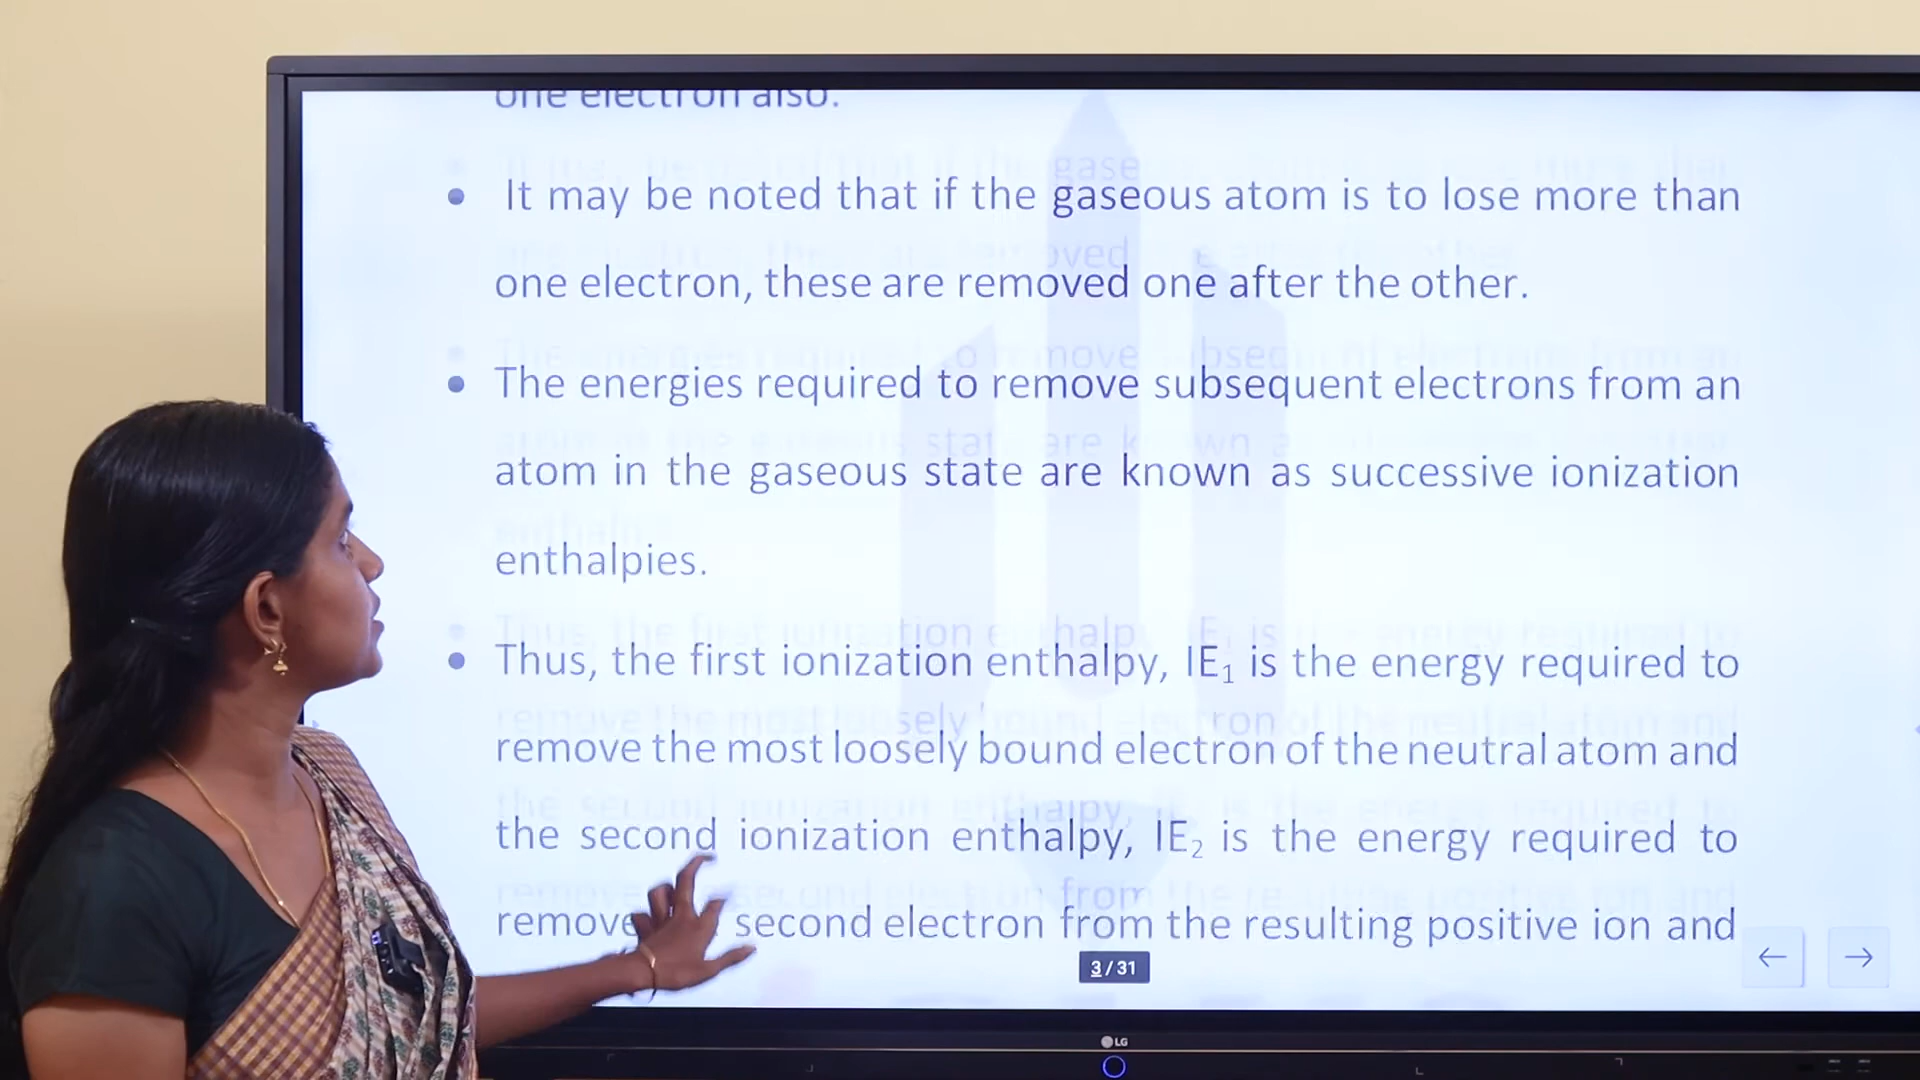 one electron also.
• It may be noted that if the gaseous atom is to lose more than
one electron, these are removed one after the other.
• The energies required to remove subsequent electrons from an
atom in the gaseous state are known as successive ionization
enthalpies.
• Thus, the first ionization enthalpy, IE₁ is the energy required to
remove the most loosely bound electron of the neutral atom and
the second ionization enthalpy, IE₂ is the energy required to
remove second electron from the resulting positive ion and
3 / 31
← →
LG